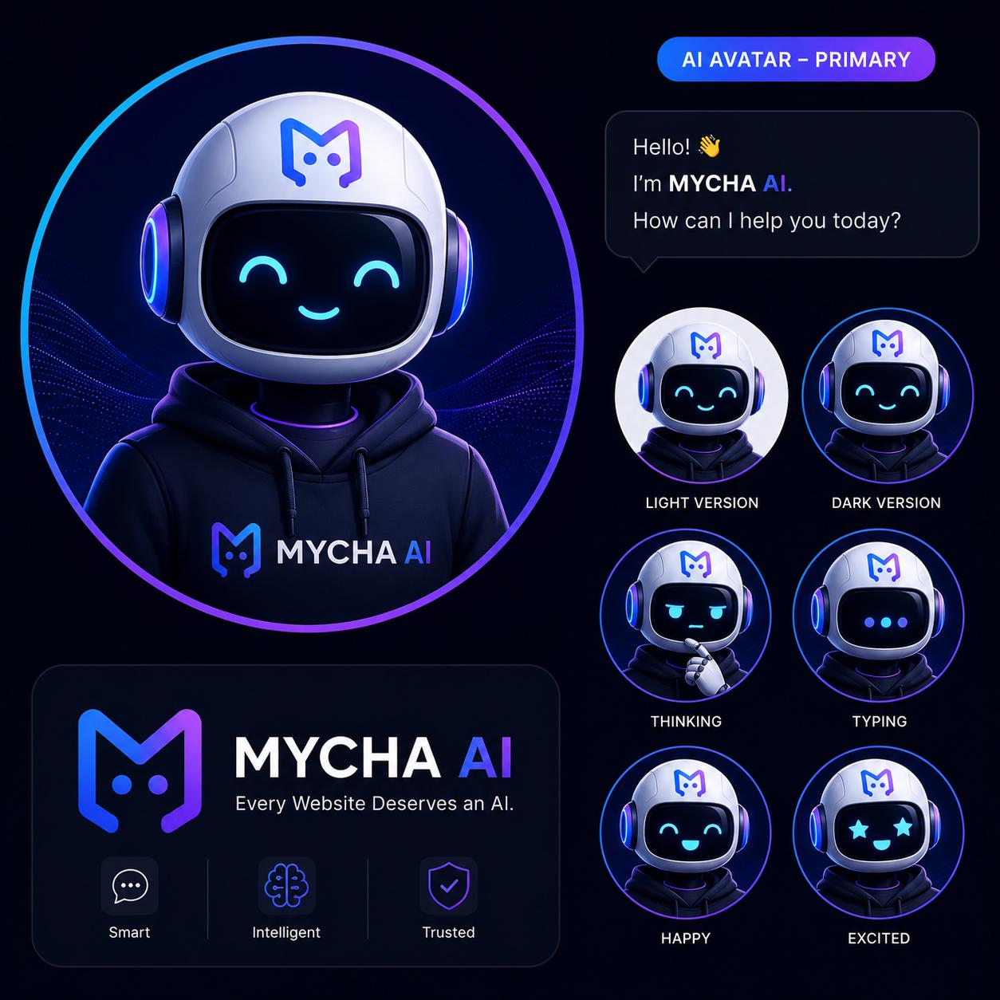 AI AVATAR – PRIMARY
Hello! 👋
I'm MYCHA AI.
How can I help you today?
MYCHA AI
LIGHT VERSION
DARK VERSION
THINKING
TYPING
HAPPY
EXCITED
MYCHA AI
Every Website Deserves an AI.
Smart
Intelligent
Trusted